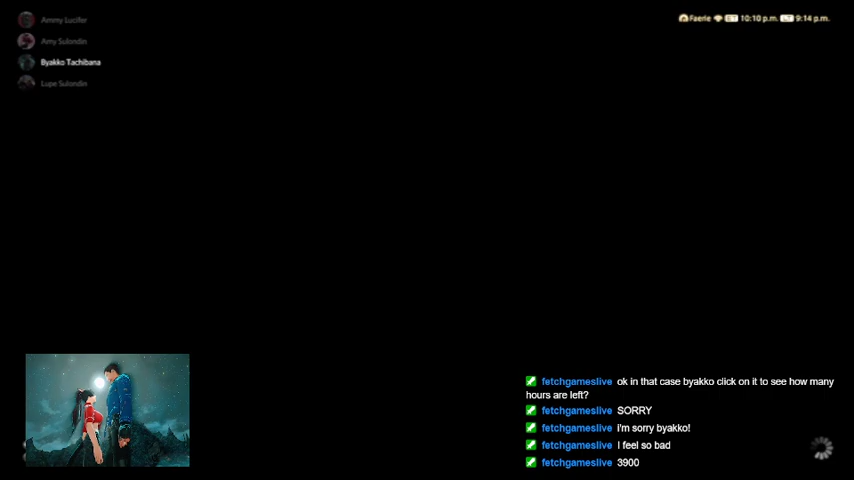 Ammy Lucifer
Amy Sulondin
Byakko Tachibana
Lupe Sulondin
Faerie ET 10:10 p.m. LT 9:14 p.m.
fetchgameslive ok in that case byakko click on it to see how many
hours are left?
fetchgameslive SORRY
fetchgameslive i'm sorry byakko!
fetchgameslive I feel so bad
fetchgameslive 3900